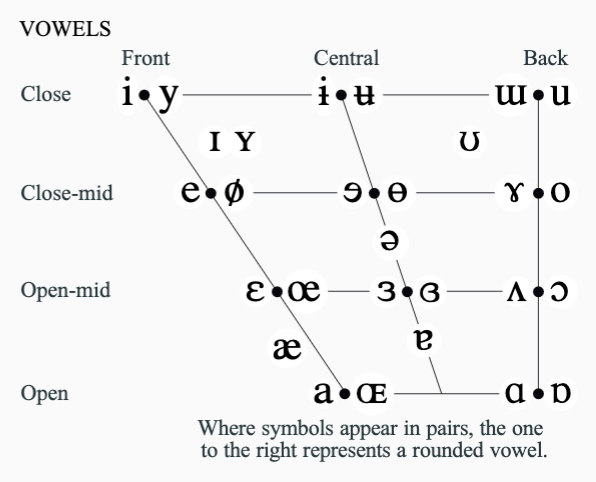 VOWELS
Front Central Back
Close i y ɨ ʉ ɯ u
ɪ ʏ ʊ
Close-mid e ø ɘ ɵ ɤ o
ə
Open-mid ɛ œ ɜ ɞ ʌ ɔ
æ ɐ
Open a ɶ ɑ ɒ
Where symbols appear in pairs, the one
to the right represents a rounded vowel.